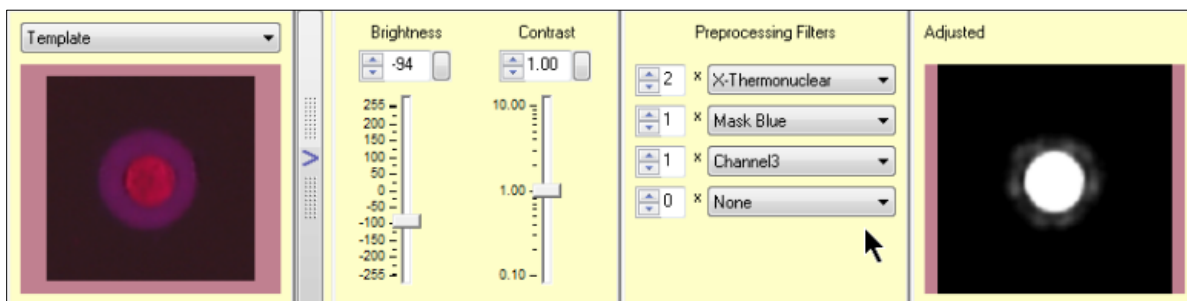 Template
>
Brightness
-94
255
200
150
100
50
0
-50
-100
-150
-200
-255
Contrast
1.00
10.00
1.00
0.10
Preprocessing Filters
2 x X-Thermonuclear
1 x Mask Blue
1 x Channel3
0 x None
Adjusted